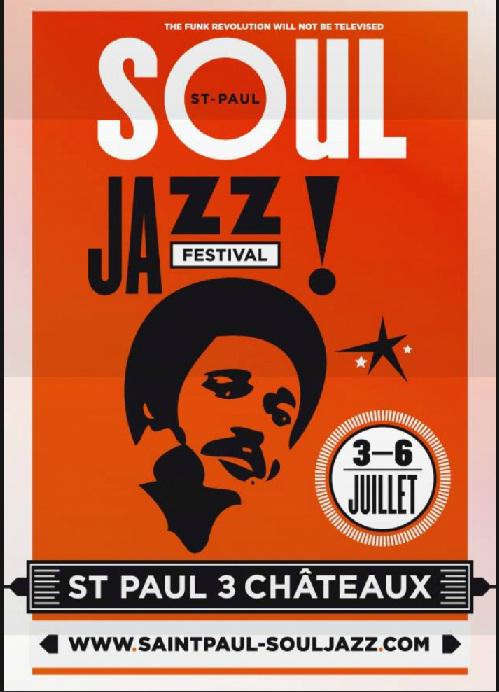 THE FUNK REVOLUTION WILL NOT BE TELEVISED
SOUL
ST-PAUL
JAZZ!
FESTIVAL
3–6
JUILLET
ST PAUL 3 CHÂTEAUX
WWW.SAINTPAUL-SOULJAZZ.COM